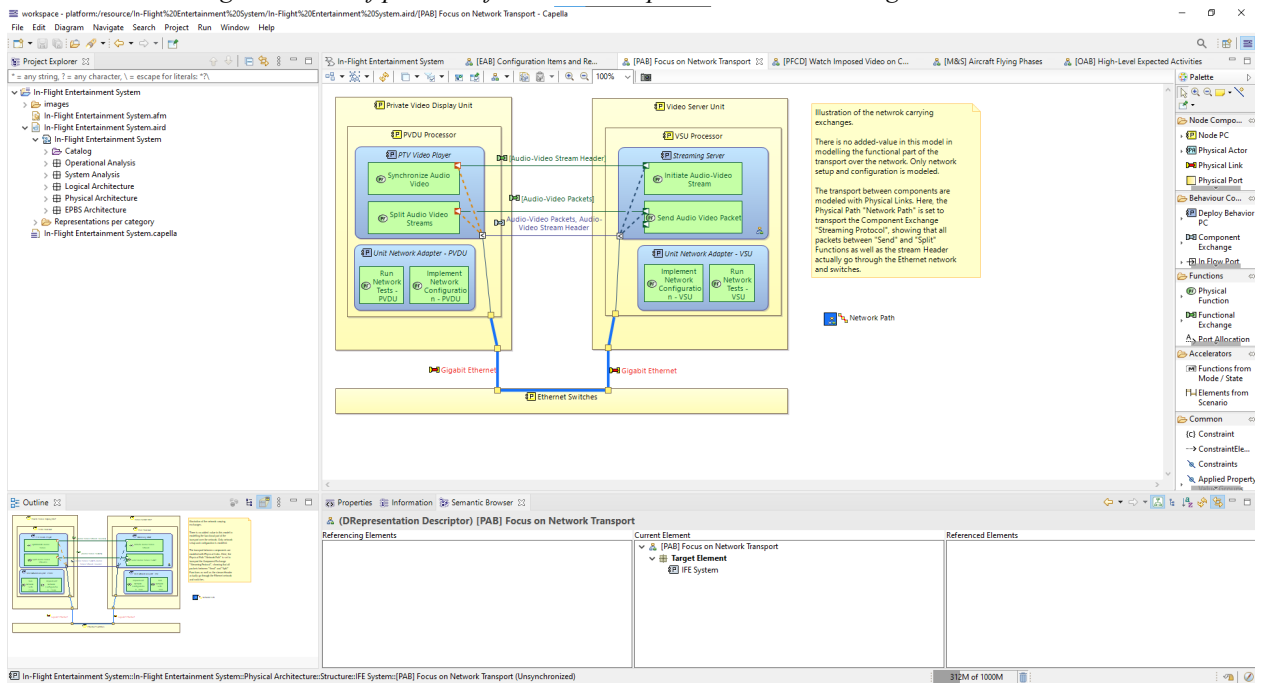 workspace - platform:/resource/In-Flight%20Entertainment%20System/In-Flight%20Entertainment%20System.aird/[PAB] Focus on Network Transport - Capella
File Edit Diagram Navigate Search Project Run Window Help
Project Explorer
* = any string, ? = any character, \ = escape for literals: *?\
In-Flight Entertainment System
images
In-Flight Entertainment System.afm
In-Flight Entertainment System.aird
In-Flight Entertainment System
Catalog
Operational Analysis
System Analysis
Logical Architecture
Physical Architecture
EPBS Architecture
Representations per category
In-Flight Entertainment System.capella
In-Flight Entertainment System
[EAB] Configuration Items and Re...
[PAB] Focus on Network Transport
[PFCD] Watch Imposed Video on C...
[M&S] Aircraft Flying Phases
[OAB] High-Level Expected Activities
100%
Private Video Display Unit
PVDU Processor
PTV Video Player
Synchronize Audio
Video
Split Audio Video
Streams
Unit Network Adapter - PVDU
Run
Network
Tests -
PVDU
Implement
Network
Configuratio
n - PVDU
[Audio-Video Stream Header]
[Audio-Video Packets]
Audio-Video Packets, Audio-
Video Stream Header
Video Server Unit
VSU Processor
Streaming Server
Initiate Audio-Video
Stream
Send Audio Video Packet
Unit Network Adapter - VSU
Implement
Network
Configuratio
n - VSU
Run
Network
Tests -
VSU
Gigabit Ethernet
Gigabit Ethernet
Ethernet Switches
Illustration of the netwrok carrying
exchanges.
There is no added-value in this model in
modelling the functional part of the
transport over the network. Only network
setup and configuration is modeled.
The transport between components are
modeled with Physical Links. Here, the
Physical Path "Network Path" is set to
transport the Component Exchange
"Streaming Protocol", showing that all
packets between "Send" and "Split"
Functions as well as the stream Header
actually go through the Ethernet network
and switches.
Network Path
Palette
Node Compo...
Node PC
Physical Actor
Physical Link
Physical Port
Behaviour Co...
Deploy Behavior
PC
Component
Exchange
In Flow Port
Functions
Physical
Function
Functional
Exchange
Port Allocation
Accelerators
Functions from
Mode / State
Elements from
Scenario
Common
Constraint
ConstraintEle...
Constraints
Applied Property
Outline
Properties
Information
Semantic Browser
(DRepresentation Descriptor) [PAB] Focus on Network Transport
Referencing Elements
Current Element
[PAB] Focus on Network Transport
Target Element
IFE System
Referenced Elements
In-Flight Entertainment System::In-Flight Entertainment System::Physical Architecture::Structure::IFE System::[PAB] Focus on Network Transport (Unsynchronized)
312M of 1000M